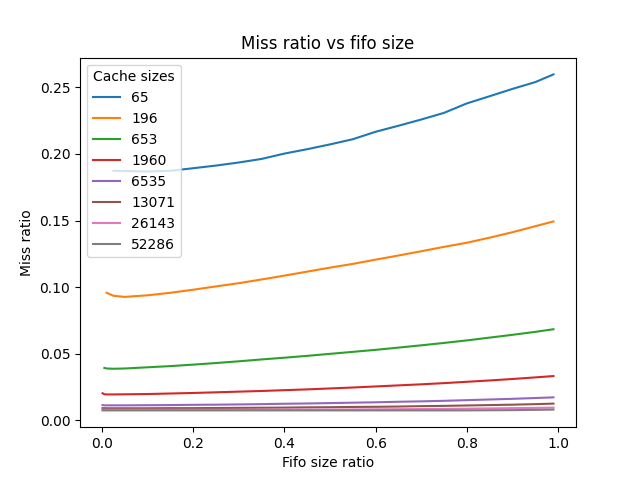 Miss ratio vs fifo size
Cache sizes
65
196
653
1960
6535
13071
26143
52286
0.25
0.20
0.15
0.10
0.05
0.00
Miss ratio
0.0 0.2 0.4 0.6 0.8 1.0
Fifo size ratio